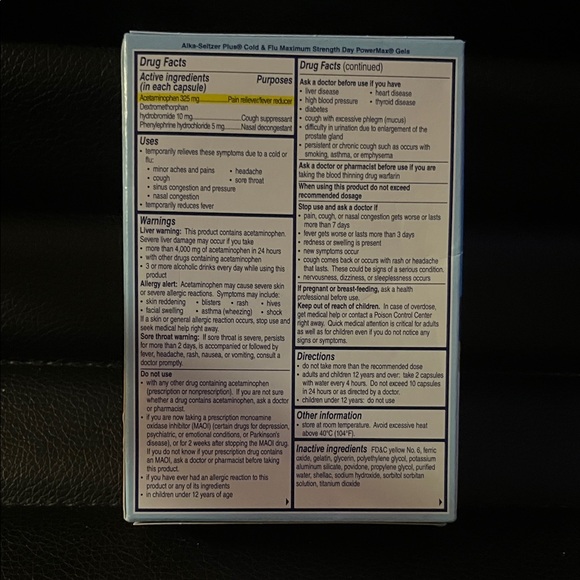 Alka-Seltzer Plus® Cold & Flu Maximum Strength Day PowerMax® Gels
Drug Facts
Active ingredients Purposes
(in each capsule)
Acetaminophen 325 mg Pain reliever/fever reducer
Dextromethorphan
hydrobromide 10 mg Cough suppressant
Phenylephrine hydrochloride 5 mg Nasal decongestant
Uses
• temporarily relieves these symptoms due to a cold or
flu:
• minor aches and pains • headache
• cough • sore throat
• sinus congestion and pressure
• nasal congestion
• temporarily reduces fever
Warnings
Liver warning: This product contains acetaminophen.
Severe liver damage may occur if you take
• more than 4,000 mg of acetaminophen in 24 hours
• with other drugs containing acetaminophen
• 3 or more alcoholic drinks every day while using this
product
Allergy alert: Acetaminophen may cause severe skin
or severe allergic reactions. Symptoms may include:
• skin reddening • blisters • rash • hives
• facial swelling • asthma (wheezing) • shock
If a skin or general allergic reaction occurs, stop use and
seek medical help right away.
Sore throat warning: If sore throat is severe, persists
for more than 2 days, is accompanied or followed by
fever, headache, rash, nausea, or vomiting, consult a
doctor promptly.
Do not use
• with any other drug containing acetaminophen
(prescription or nonprescription). If you are not sure
whether a drug contains acetaminophen, ask a doctor
or pharmacist.
• if you are now taking a prescription monoamine
oxidase inhibitor (MAOI) (certain drugs for depression,
psychiatric, or emotional conditions, or Parkinson's
disease), or for 2 weeks after stopping the MAOI drug.
If you do not know if your prescription drug contains
an MAOI, ask a doctor or pharmacist before taking
this product.
• if you have ever had an allergic reaction to this
product or any of its ingredients
• in children under 12 years of age
Drug Facts (continued)
Ask a doctor before use if you have
• liver disease • heart disease
• high blood pressure • thyroid disease
• diabetes
• cough with excessive phlegm (mucus)
• difficulty in urination due to enlargement of the
prostate gland
• persistent or chronic cough such as occurs with
smoking, asthma, or emphysema
Ask a doctor or pharmacist before use if you are
taking the blood thinning drug warfarin
When using this product do not exceed
recommended dosage
Stop use and ask a doctor if
• pain, cough, or nasal congestion gets worse or lasts
more than 7 days
• fever gets worse or lasts more than 3 days
• redness or swelling is present
• new symptoms occur
• cough comes back or occurs with rash or headache
that lasts. These could be signs of a serious condition.
• nervousness, dizziness, or sleeplessness occurs
If pregnant or breast-feeding, ask a health
professional before use.
Keep out of reach of children. In case of overdose,
get medical help or contact a Poison Control Center
right away. Quick medical attention is critical for adults
as well as for children even if you do not notice any
signs or symptoms.
Directions
• do not take more than the recommended dose
• adults and children 12 years and over: take 2 capsules
with water every 4 hours. Do not exceed 10 capsules
in 24 hours or as directed by a doctor.
• children under 12 years: do not use
Other information
• store at room temperature. Avoid excessive heat
above 40°C (104°F).
Inactive ingredients FD&C yellow No. 6, ferric
oxide, gelatin, glycerin, polyethylene glycol, potassium
aluminum silicate, povidone, propylene glycol, purified
water, shellac, sodium hydroxide, sorbitol sorbitan
solution, titanium dioxide